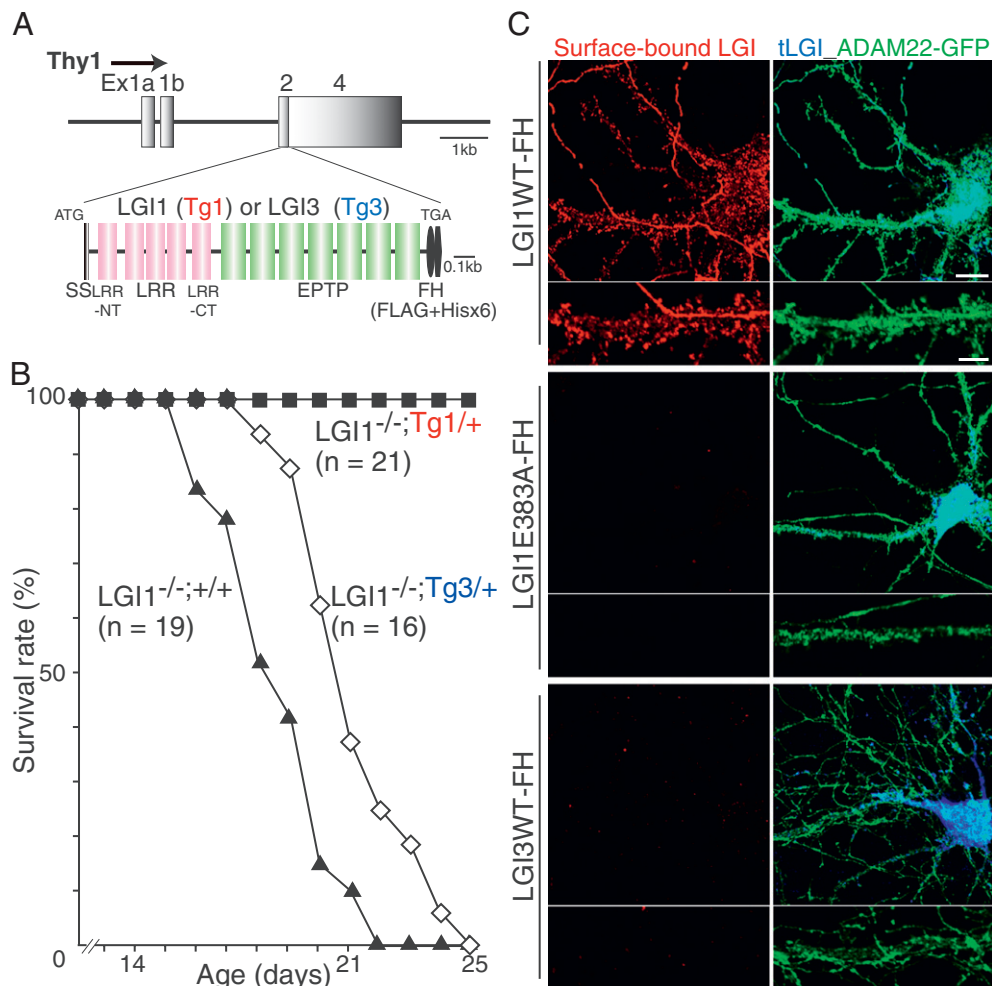 A
Thy1
Ex1a 1b 2 4
1kb
ATG LGI1 (Tg1) or LGI3 (Tg3) TGA
0.1kb
SS LRR-NT LRR LRR-CT EPTP FH
(FLAG+Hisx6)
B
100
50
0
Survival rate (%)
LGI1-/-;Tg1/+
(n = 21)
LGI1-/-;+/+
(n = 19)
LGI1-/-;Tg3/+
(n = 16)
14 21 25
Age (days)
C
Surface-bound LGI tLGI_ADAM22-GFP
LGI1WT-FH
LGI1E383A-FH
LGI3WT-FH